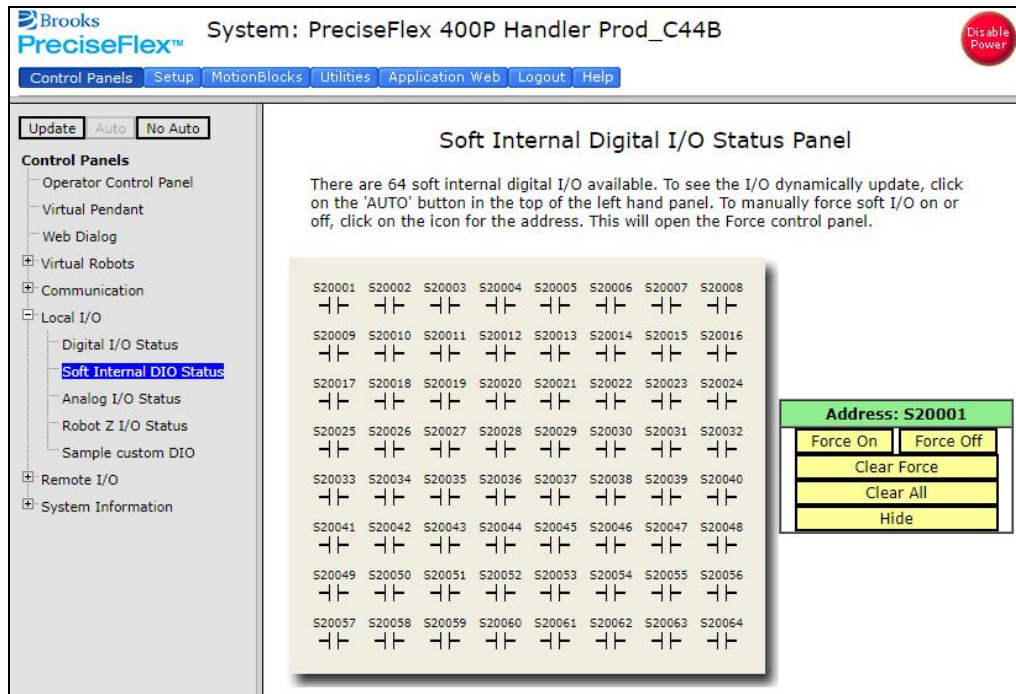 Brooks
PreciseFlex™
System: PreciseFlex 400P Handler Prod_C44B
Disable
Power
Control Panels Setup MotionBlocks Utilities Application Web Logout Help
Update Auto No Auto
Control Panels
Operator Control Panel
Virtual Pendant
Web Dialog
Virtual Robots
Communication
Local I/O
Digital I/O Status
Soft Internal DIO Status
Analog I/O Status
Robot Z I/O Status
Sample custom DIO
Remote I/O
System Information
Soft Internal Digital I/O Status Panel
There are 64 soft internal digital I/O available. To see the I/O dynamically update, click
on the 'AUTO' button in the top of the left hand panel. To manually force soft I/O on or
off, click on the icon for the address. This will open the Force control panel.
S20001 S20002 S20003 S20004 S20005 S20006 S20007 S20008
S20009 S20010 S20011 S20012 S20013 S20014 S20015 S20016
S20017 S20018 S20019 S20020 S20021 S20022 S20023 S20024
S20025 S20026 S20027 S20028 S20029 S20030 S20031 S20032
S20033 S20034 S20035 S20036 S20037 S20038 S20039 S20040
S20041 S20042 S20043 S20044 S20045 S20046 S20047 S20048
S20049 S20050 S20051 S20052 S20053 S20054 S20055 S20056
S20057 S20058 S20059 S20060 S20061 S20062 S20063 S20064
Address: S20001
Force On Force Off
Clear Force
Clear All
Hide